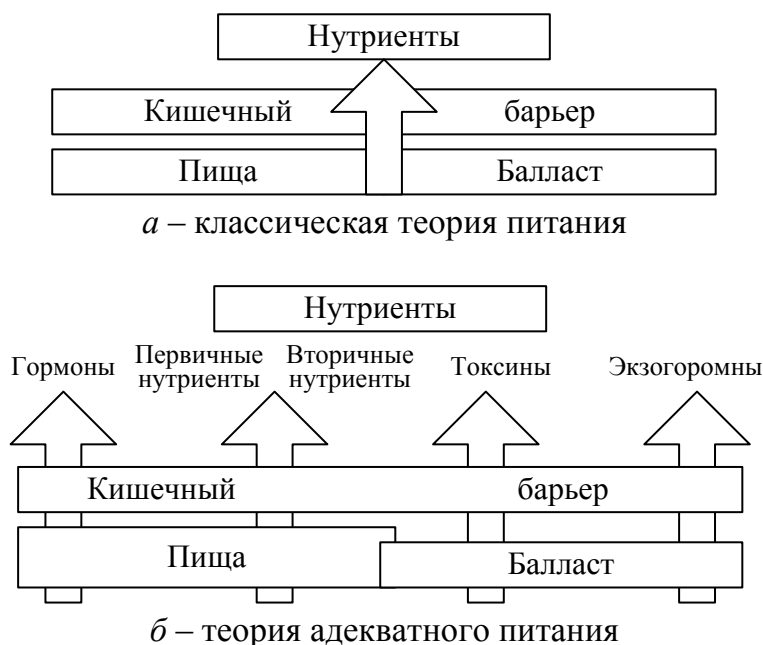 Нутриенты
Кишечный барьер
Пища Балласт
а – классическая теория питания
Нутриенты
Гормоны Первичные нутриенты Вторичные нутриенты Токсины Экзогоромны
Кишечный барьер
Пища Балласт
б – теория адекватного питания